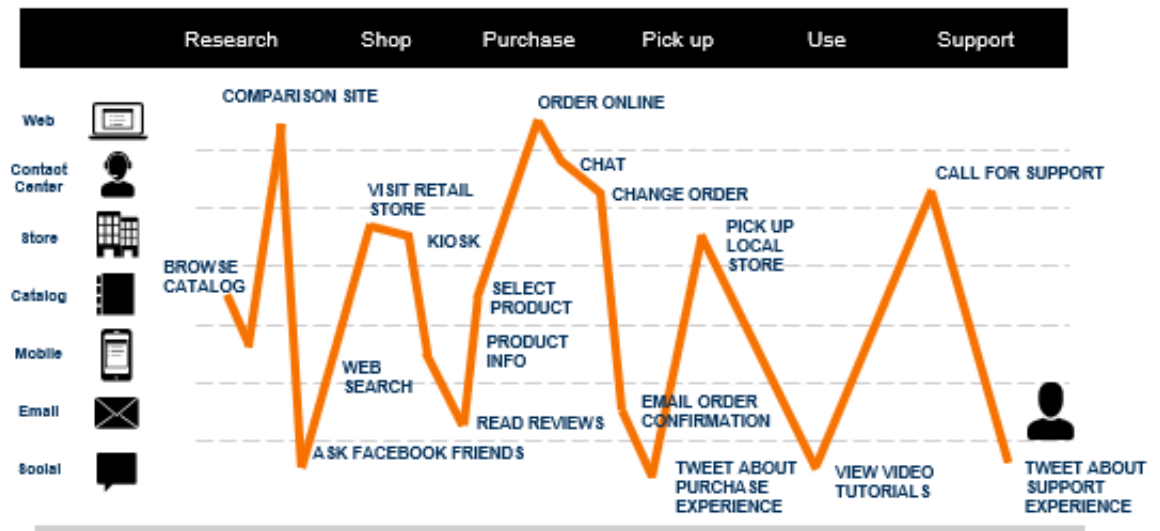 Research Shop Purchase Pick up Use Support
COMPARISON SITE
ORDER ONLINE
Web
CHAT
Contact
Center
CALL FOR SUPPORT
VISIT RETAIL
STORE
CHANGE ORDER
Store
KIOSK
PICK UP
LOCAL
STORE
BROWSE
CATALOG
Catalog
SELECT
PRODUCT
Mobile
PRODUCT
INFO
WEB
SEARCH
Email
READ REVIEWS
EMAIL ORDER
CONFIRMATION
ASK FACEBOOK FRIENDS
Social
TWEET ABOUT
PURCHASE
EXPERIENCE
VIEW VIDEO
TUTORIALS
TWEET ABOUT
SUPPORT
EXPERIENCE